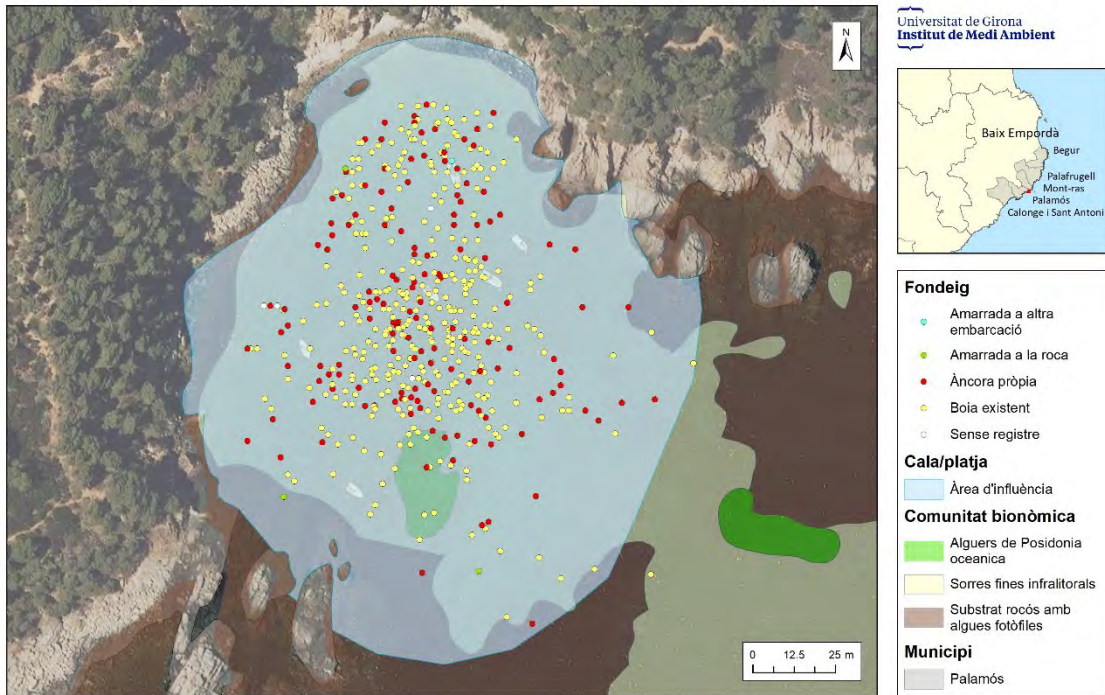 N
0 12.5 25 m
Universitat de Girona
Institut de Medi Ambient
Baix Empordà
Begur
Palafrugell
Mont-ras
Palamós
Calonge i Sant Antoni
Fondeig
Amarrada a altra
embarcació
Amarrada a la roca
Àncora pròpia
Boia existent
Sense registre
Cala/platja
Àrea d'influència
Comunitat bionòmica
Alguers de Posidonia
oceanica
Sorres fines infralitorals
Substrat rocós amb
algues fotòfiles
Municipi
Palamós